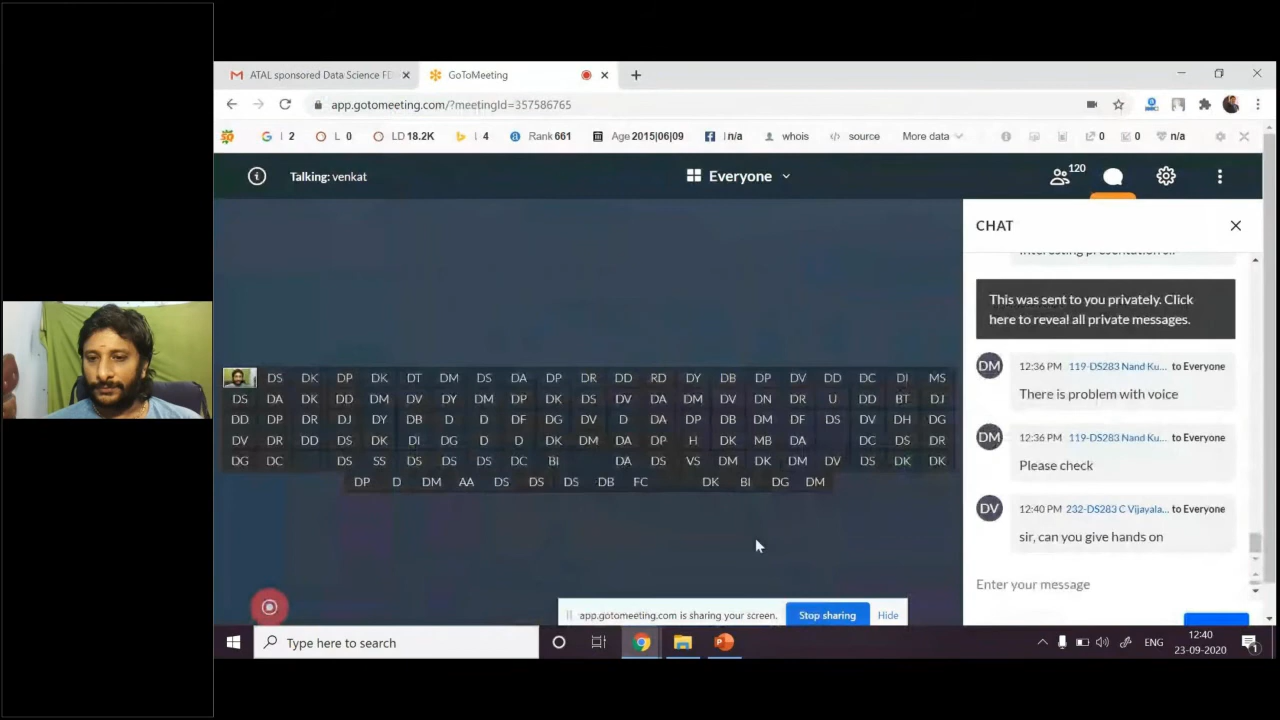 ATAL sponsored Data Science FD
GoToMeeting
app.gotomeeting.com/?meetingId=357586765
I 2
L 0
LD 18.2K
I 4
Rank 661
Age 2015|06|09
I n/a
whois
source
More data
0
0
n/a
Talking: venkat
Everyone
120
CHAT
This was sent to you privately. Click
here to reveal all private messages.
DM
12:36 PM 119-DS283 Nand Ku... to Everyone
There is problem with voice
DM
12:36 PM 119-DS283 Nand Ku... to Everyone
Please check
DV
12:40 PM 232-DS283 C Vijayala... to Everyone
sir, can you give hands on
Enter your message
DS DK DP DK DT DM DS DA DP DR DD RD DY DB DP DV DD DC DI MS
DS DA DK DD DM DV DY DM DP DK DS DV DA DM DV DN DR U DD BT DJ
DD DP DR DJ DY DB D D DF DG DV D DA DP DB DM DF DS DV DH DG
DV DR DD DS DK DI DG D D DK DM DA DP H DK MB DA DC DS DR
DG DC DS SS DS DS DS DC BI DA DS VS DM DK DM DV DS DK DK
DP D DM AA DS DS DS DB FC DK BI DG DM
app.gotomeeting.com is sharing your screen.
Stop sharing
Hide
Type here to search
ENG
12:40
23-09-2020
1